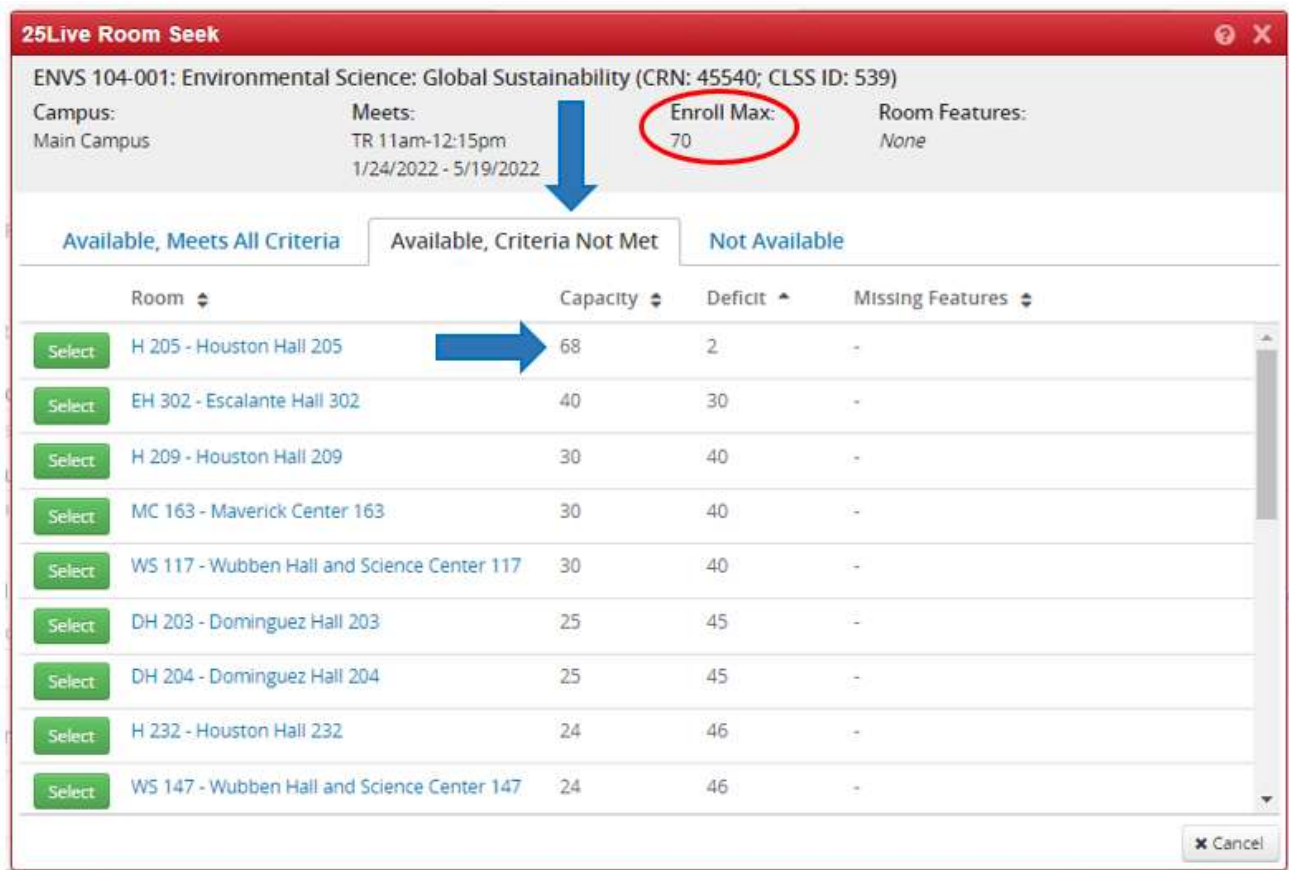 25Live Room Seek
ENVS 104-001: Environmental Science: Global Sustainability (CRN: 45540; CLSS ID: 539)
Campus: Meets: Enroll Max: Room Features:
Main Campus TR 11am-12:15pm 70 None
1/24/2022 - 5/19/2022
Available, Meets All Criteria Available, Criteria Not Met Not Available
Room Capacity Deficit Missing Features
Select H 205 - Houston Hall 205 68 2 -
Select EH 302 - Escalante Hall 302 40 30 -
Select H 209 - Houston Hall 209 30 40 -
Select MC 163 - Maverick Center 163 30 40 -
Select WS 117 - Wubben Hall and Science Center 117 30 40 -
Select DH 203 - Dominguez Hall 203 25 45 -
Select DH 204 - Dominguez Hall 204 25 45 -
Select H 232 - Houston Hall 232 24 46 -
Select WS 147 - Wubben Hall and Science Center 147 24 46 -
Cancel